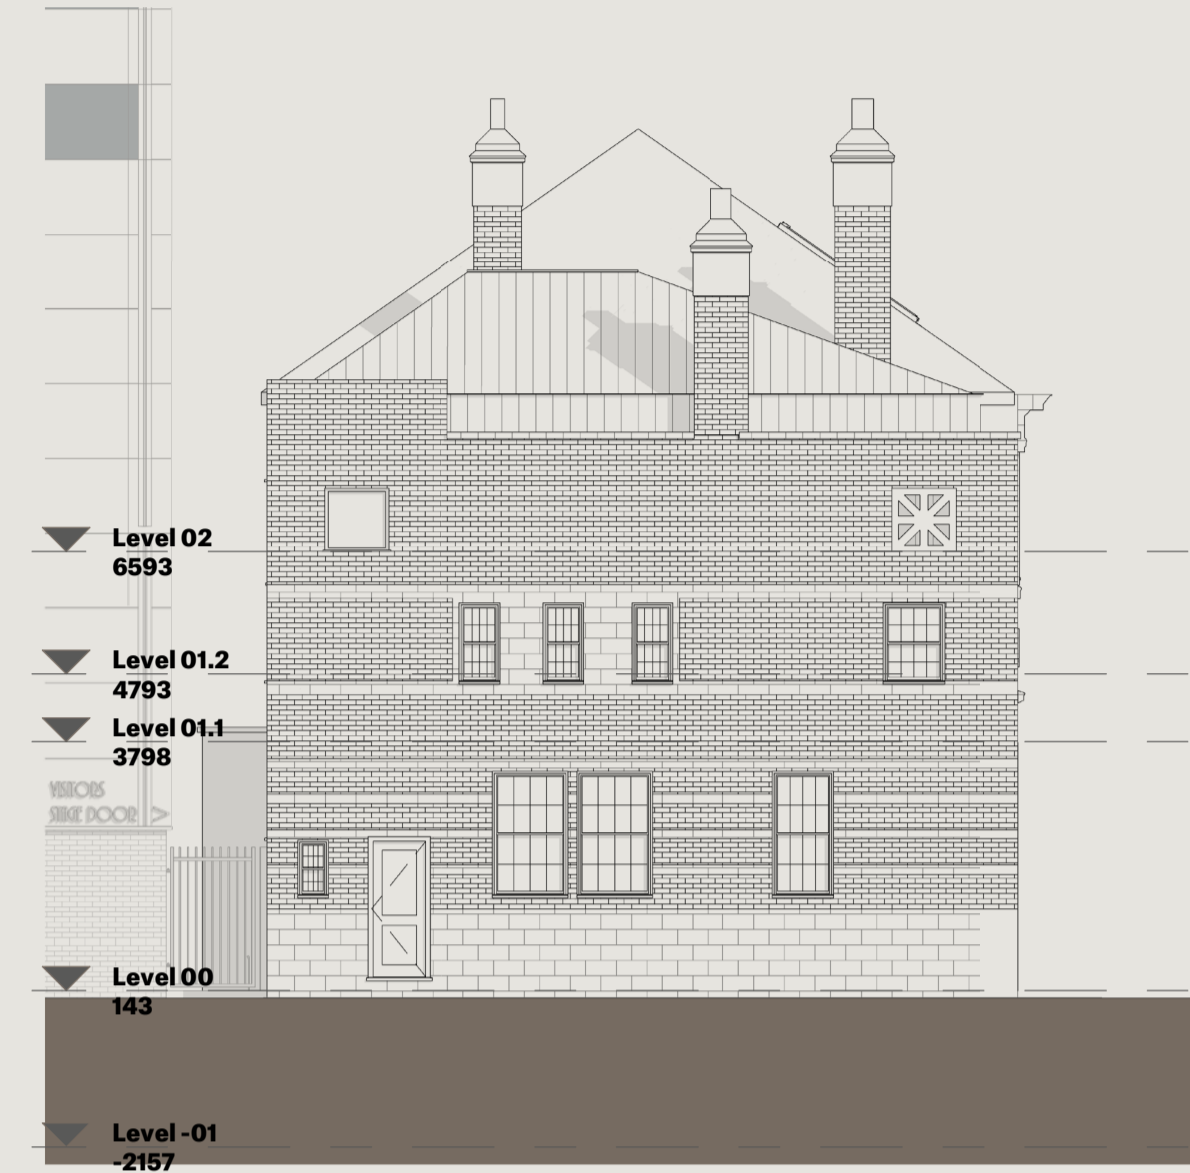 Level 02
6593
Level 01.2
4793
Level 01.1
3798
VISITORS
STAGE DOOR >
Level 00
143
Level -01
-2157